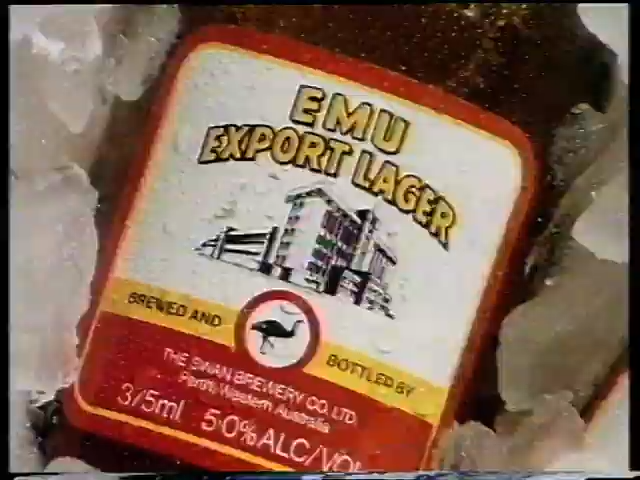 EMU
EXPORT LAGER
BREWED AND
BOTTLED BY
THE SWAN BREWERY CO. LTD.
Perth, Western Australia
375ml 5·0% ALC/VOL